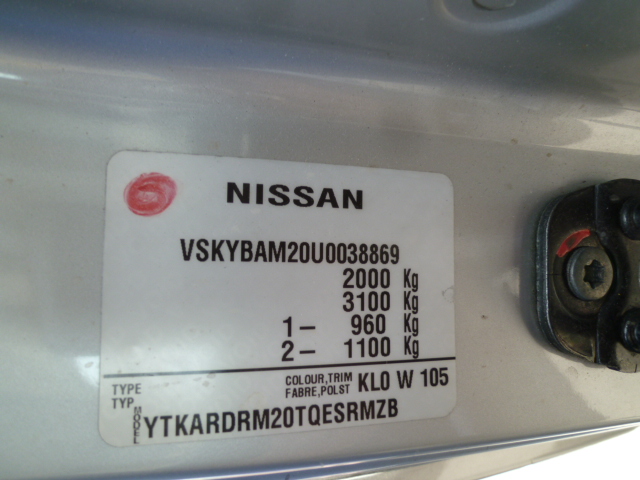 NISSAN
VSKYBAM20U0038869
2000 Kg
3100 Kg
1- 960 Kg
2- 1100 Kg
TYPE COLOUR,TRIM KL0 W 105
TYP. FABRE,POLST
MODEL YTKARDRM20TQESRMZB